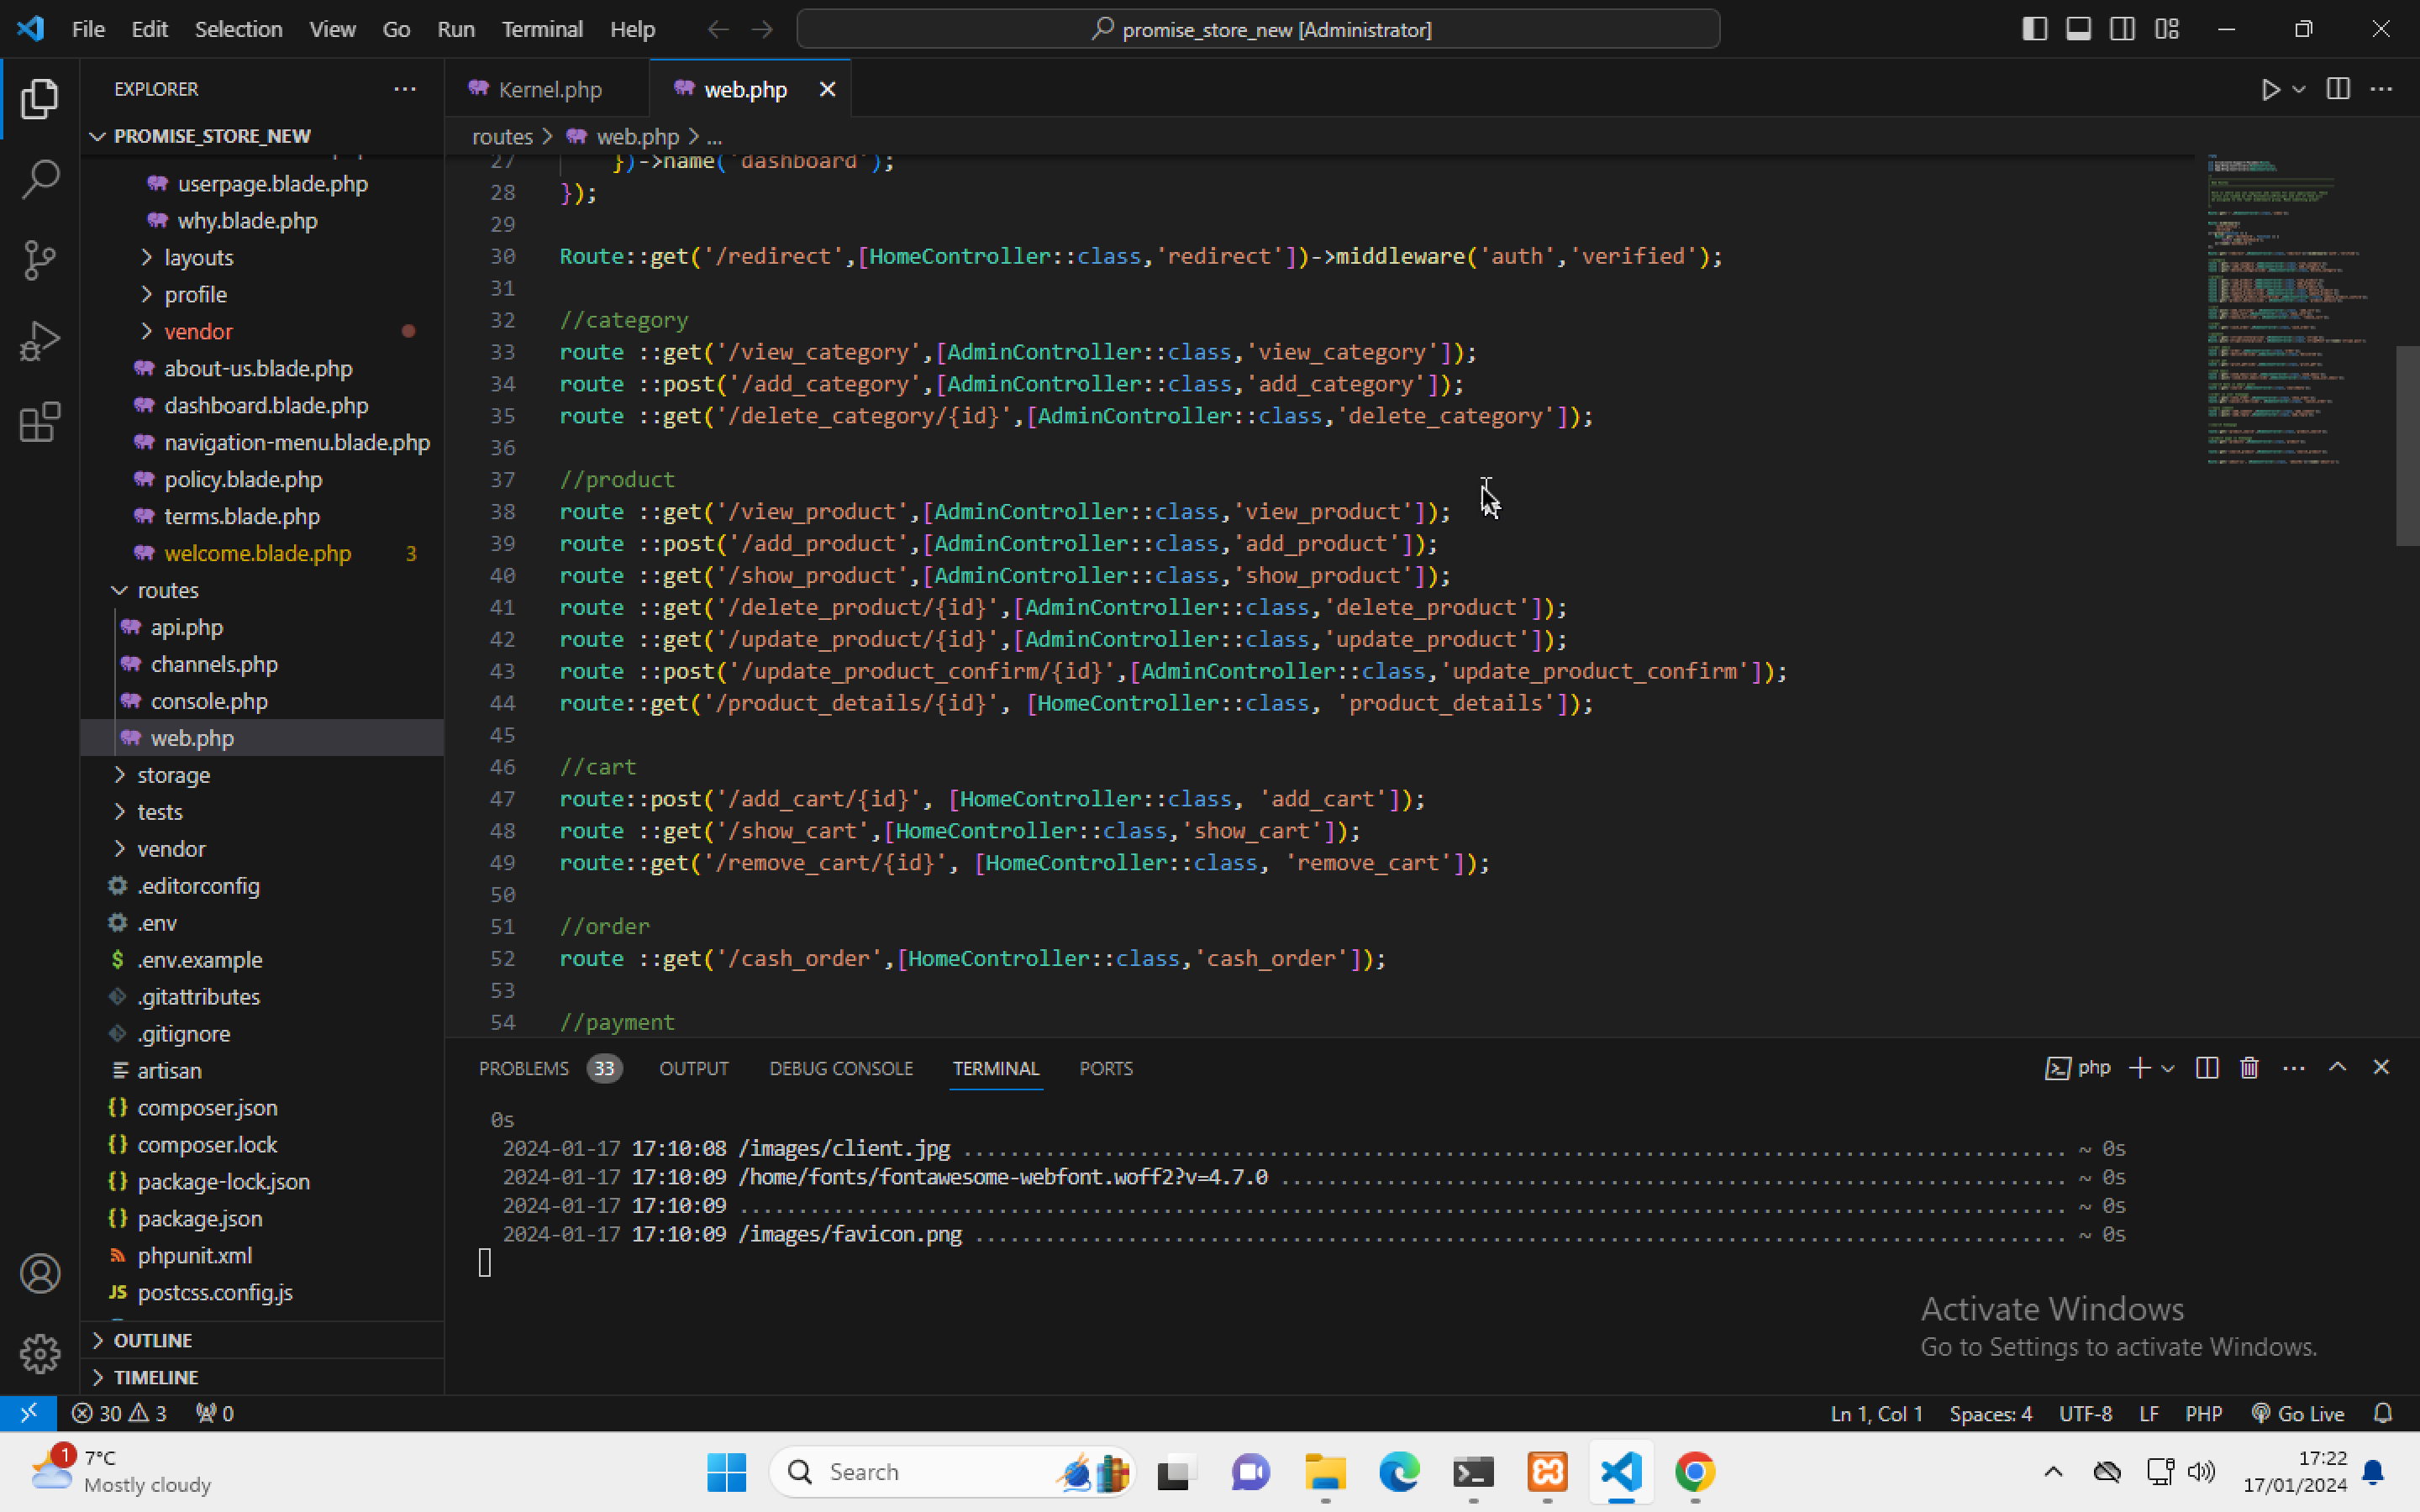 File Edit Selection View Go Run Terminal Help
promise_store_new [Administrator]
EXPLORER
PROMISE_STORE_NEW
userpage.blade.php
why.blade.php
layouts
profile
vendor
about-us.blade.php
dashboard.blade.php
navigation-menu.blade.php
policy.blade.php
terms.blade.php
welcome.blade.php 3
routes
api.php
channels.php
console.php
web.php
storage
tests
vendor
.editorconfig
.env
.env.example
.gitattributes
.gitignore
artisan
composer.json
composer.lock
package-lock.json
package.json
phpunit.xml
postcss.config.js
OUTLINE
TIMELINE
Kernel.php web.php
routes > web.php > ...
27 })->name('dashboard');
28 });
29
30 Route::get('/redirect',[HomeController::class,'redirect'])->middleware('auth','verified');
31
32 //category
33 route ::get('/view_category',[AdminController::class,'view_category']);
34 route ::post('/add_category',[AdminController::class,'add_category']);
35 route ::get('/delete_category/{id}',[AdminController::class,'delete_category']);
36
37 //product
38 route ::get('/view_product',[AdminController::class,'view_product']);
39 route ::post('/add_product',[AdminController::class,'add_product']);
40 route ::get('/show_product',[AdminController::class,'show_product']);
41 route ::get('/delete_product/{id}',[AdminController::class,'delete_product']);
42 route ::get('/update_product/{id}',[AdminController::class,'update_product']);
43 route ::post('/update_product_confirm/{id}',[AdminController::class,'update_product_confirm']);
44 route::get('/product_details/{id}', [HomeController::class, 'product_details']);
45
46 //cart
47 route::post('/add_cart/{id}', [HomeController::class, 'add_cart']);
48 route ::get('/show_cart',[HomeController::class,'show_cart']);
49 route::get('/remove_cart/{id}', [HomeController::class, 'remove_cart']);
50
51 //order
52 route ::get('/cash_order',[HomeController::class,'cash_order']);
53
54 //payment
PROBLEMS 33 OUTPUT DEBUG CONSOLE TERMINAL PORTS
php
0s
2024-01-17 17:10:08 /images/client.jpg ........ ~ 0s
2024-01-17 17:10:09 /home/fonts/fontawesome-webfont.woff2?v=4.7.0 ........ ~ 0s
2024-01-17 17:10:09 ........ ~ 0s
2024-01-17 17:10:09 /images/favicon.png ........ ~ 0s
Activate Windows
Go to Settings to activate Windows.
30 3 0
Ln 1, Col 1 Spaces: 4 UTF-8 LF PHP Go Live
1 7°C
Mostly cloudy
Search
17:22
17/01/2024